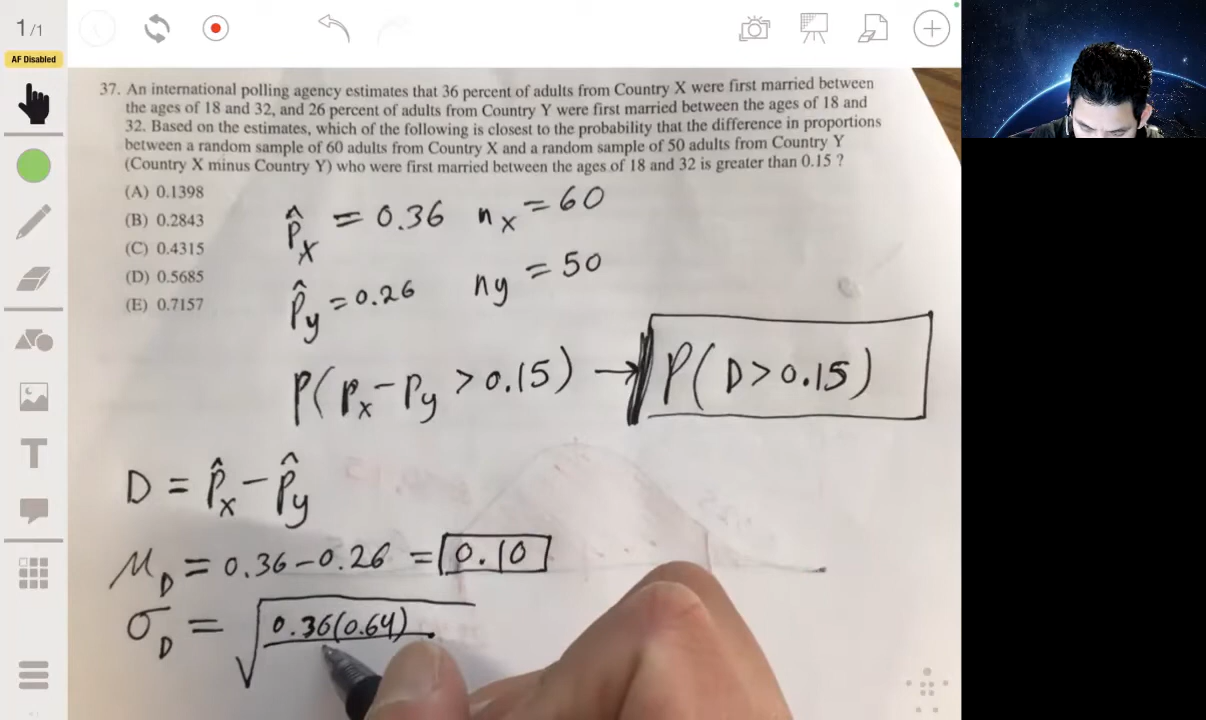 1/1
AF Disabled
37. An international polling agency estimates that 36 percent of adults from Country X were first married between
the ages of 18 and 32, and 26 percent of adults from Country Y were first married between the ages of 18 and
32. Based on the estimates, which of the following is closest to the probability that the difference in proportions
between a random sample of 60 adults from Country X and a random sample of 50 adults from Country Y
(Country X minus Country Y) who were first married between the ages of 18 and 32 is greater than 0.15 ?
(A) 0.1398
(B) 0.2843
(C) 0.4315
(D) 0.5685
(E) 0.7157
p̂x = 0.36 nx = 60
p̂y = 0.26 ny = 50
P(px - py > 0.15) → P(D > 0.15)
D = p̂x - p̂y
μD = 0.36 - 0.26 = 0.10
σD = √0.36(0.64)
T